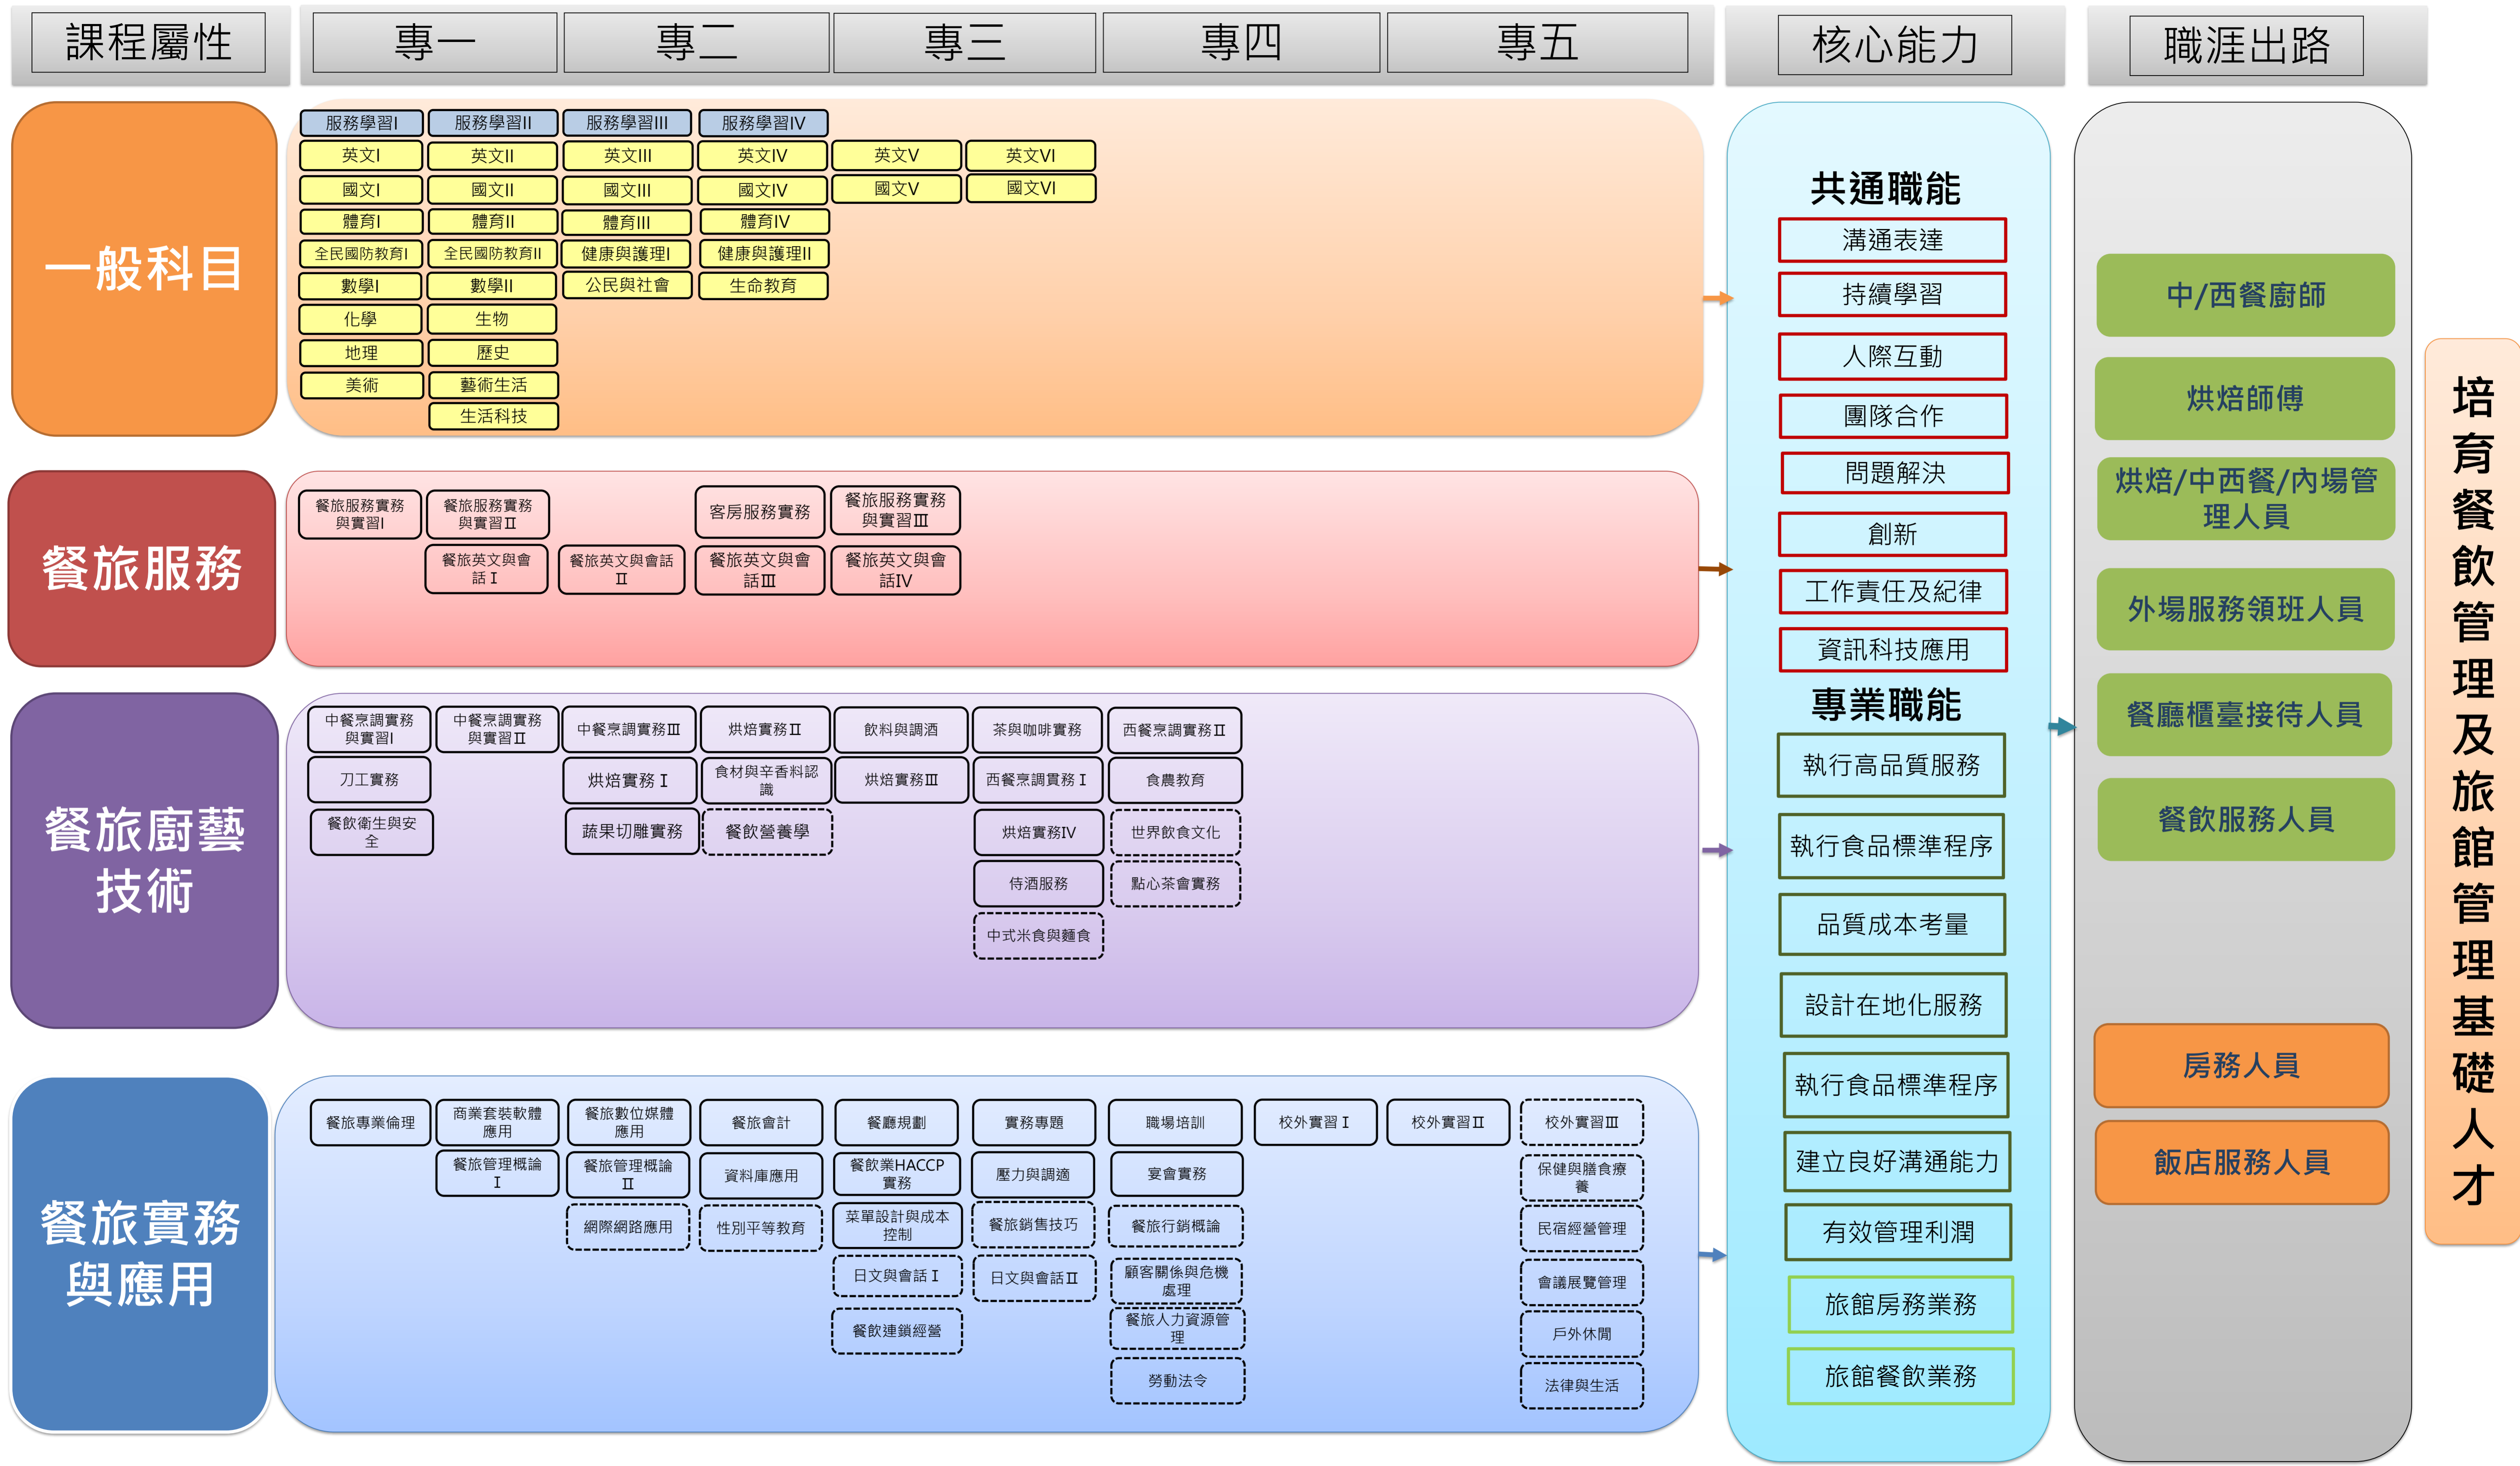 課程屬性
專一
專二
專三
專四
專五
核心能力
職涯出路
一般科目
服務學習I
服務學習II
服務學習III
服務學習IV
英文I
英文II
英文III
英文IV
英文V
英文VI
國文I
國文II
國文III
國文IV
國文V
國文VI
體育I
體育II
體育III
體育IV
全民國防教育I
全民國防教育II
健康與護理I
健康與護理II
數學I
數學II
公民與社會
生命教育
化學
生物
地理
歷史
美術
藝術生活
生活科技
餐旅服務
餐旅服務實務
與實習I
餐旅服務實務
與實習Ⅱ
客房服務實務
餐旅服務實務
與實習Ⅲ
餐旅英文與會
話Ⅰ
餐旅英文與會話
Ⅱ
餐旅英文與會
話Ⅲ
餐旅英文與會
話IV
餐旅廚藝
技術
中餐烹調實務
與實習I
中餐烹調實務
與實習Ⅱ
中餐烹調實務Ⅲ
烘焙實務Ⅱ
飲料與調酒
茶與咖啡實務
西餐烹調實務Ⅱ
刀工實務
烘焙實務Ⅰ
食材與辛香料認
識
烘焙實務Ⅲ
西餐烹調貫務Ⅰ
食農教育
餐飲衛生與安
全
蔬果切雕實務
餐飲營養學
烘焙實務IV
世界飲食文化
侍酒服務
點心茶會實務
中式米食與麵食
餐旅實務
與應用
餐旅專業倫理
商業套裝軟體
應用
餐旅數位媒體
應用
餐旅會計
餐廳規劃
實務專題
職場培訓
校外實習Ⅰ
校外實習Ⅱ
校外實習Ⅲ
餐旅管理概論
Ⅰ
餐旅管理概論
Ⅱ
資料庫應用
餐飲業HACCP
實務
壓力與調適
宴會實務
保健與膳食療
養
網際網路應用
性別平等教育
菜單設計與成本
控制
餐旅銷售技巧
餐旅行銷概論
民宿經營管理
日文與會話Ⅰ
日文與會話Ⅱ
顧客關係與危機
處理
會議展覽管理
餐飲連鎖經營
餐旅人力資源管
理
戶外休閒
勞動法令
法律與生活
共通職能
溝通表達
持續學習
人際互動
團隊合作
問題解決
創新
工作責任及紀律
資訊科技應用
專業職能
執行高品質服務
執行食品標準程序
品質成本考量
設計在地化服務
執行食品標準程序
建立良好溝通能力
有效管理利潤
旅館房務業務
旅館餐飲業務
中/西餐廚師
烘焙師傅
烘焙/中西餐/內場管
理人員
外場服務領班人員
餐廳櫃臺接待人員
餐飲服務人員
房務人員
飯店服務人員
培育餐飲管理及旅館管理基礎人才